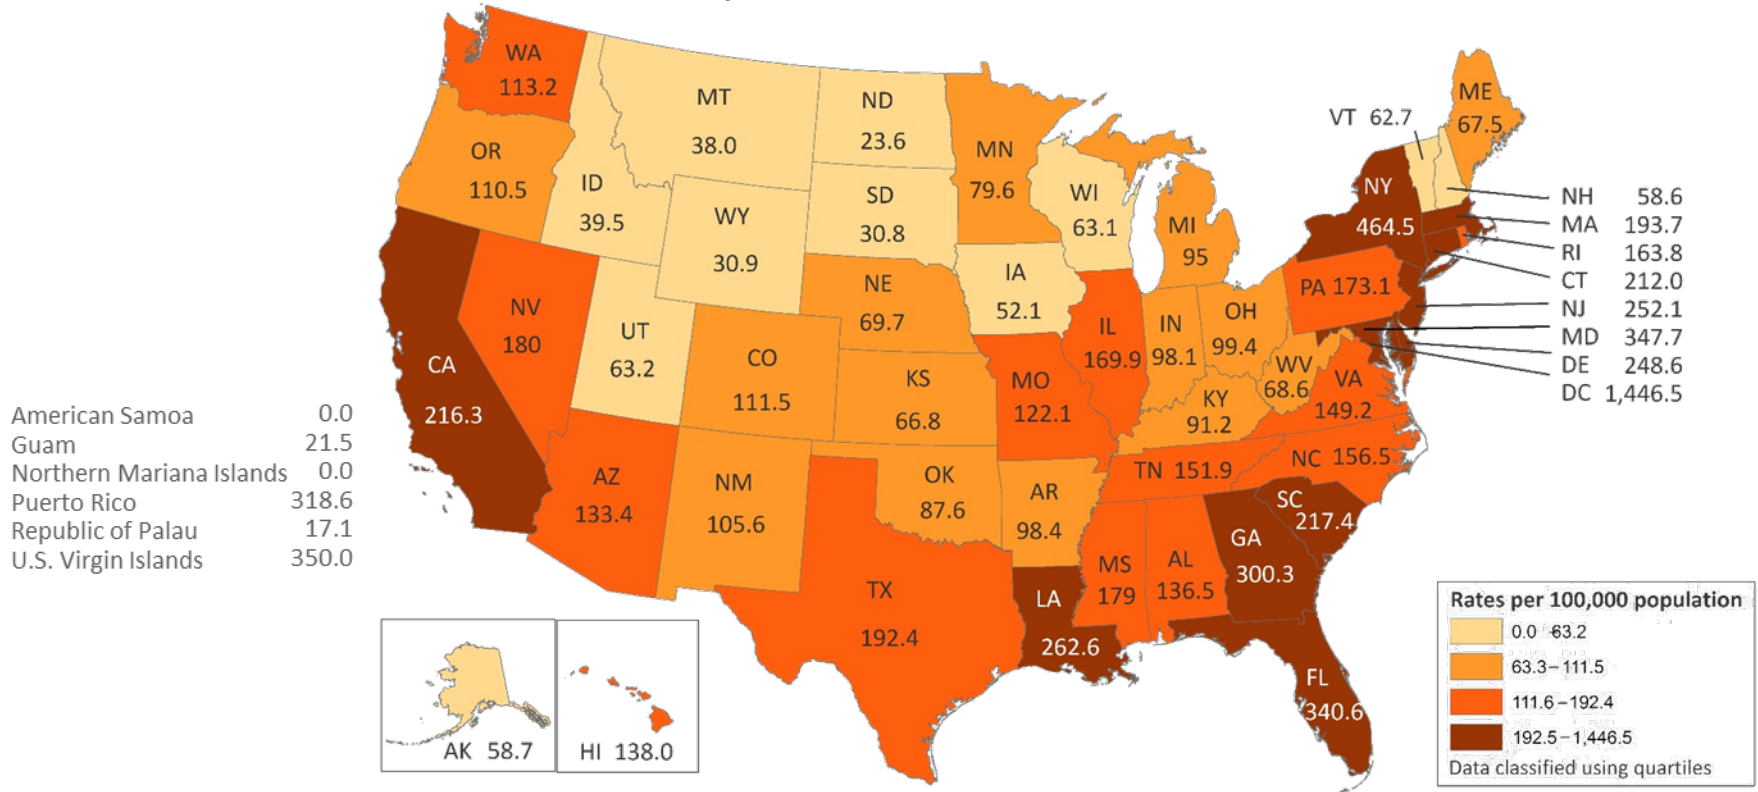 WA
113.2
MT
38.0
ND
23.6
MN
79.6
ME
67.5
VT 62.7
OR
110.5
ID
39.5
WY
30.9
SD
30.8
WI
63.1
MI
95
NY
464.5
NH 58.6
MA 193.7
RI 163.8
CT 212.0
NJ 252.1
MD 347.7
DE 248.6
DC 1,446.5
NV
180
UT
63.2
NE
69.7
IA
52.1
IL
169.9
IN
98.1
OH
99.4
PA 173.1
CA
216.3
CO
111.5
KS
66.8
MO
122.1
KY
91.2
WV
68.6
VA
149.2
American Samoa 0.0
Guam 21.5
Northern Mariana Islands 0.0
Puerto Rico 318.6
Republic of Palau 17.1
U.S. Virgin Islands 350.0
AZ
133.4
NM
105.6
OK
87.6
AR
98.4
TN 151.9
NC 156.5
SC
217.4
TX
192.4
LA
262.6
MS
179
AL
136.5
GA
300.3
FL
340.6
AK 58.7
HI 138.0
Rates per 100,000 population
0.0 -63.2
63.3–111.5
111.6–192.4
192.5–1,446.5
Data classified using quartiles